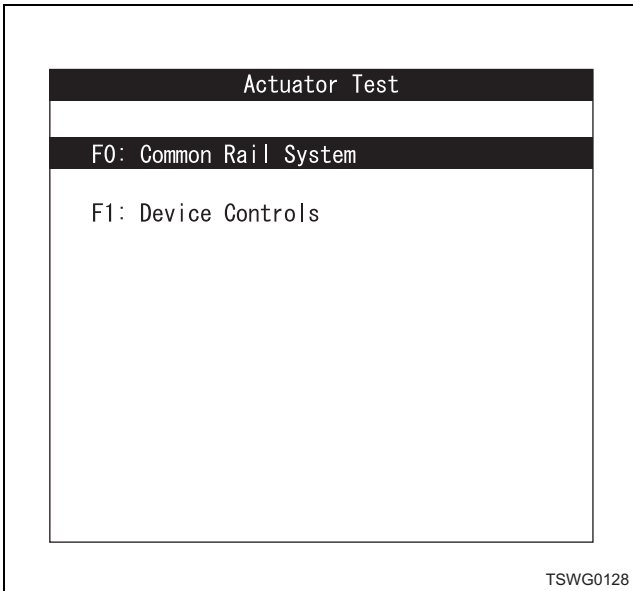 Actuator Test
F0: Common Rail System
F1: Device Controls
TSWG0128